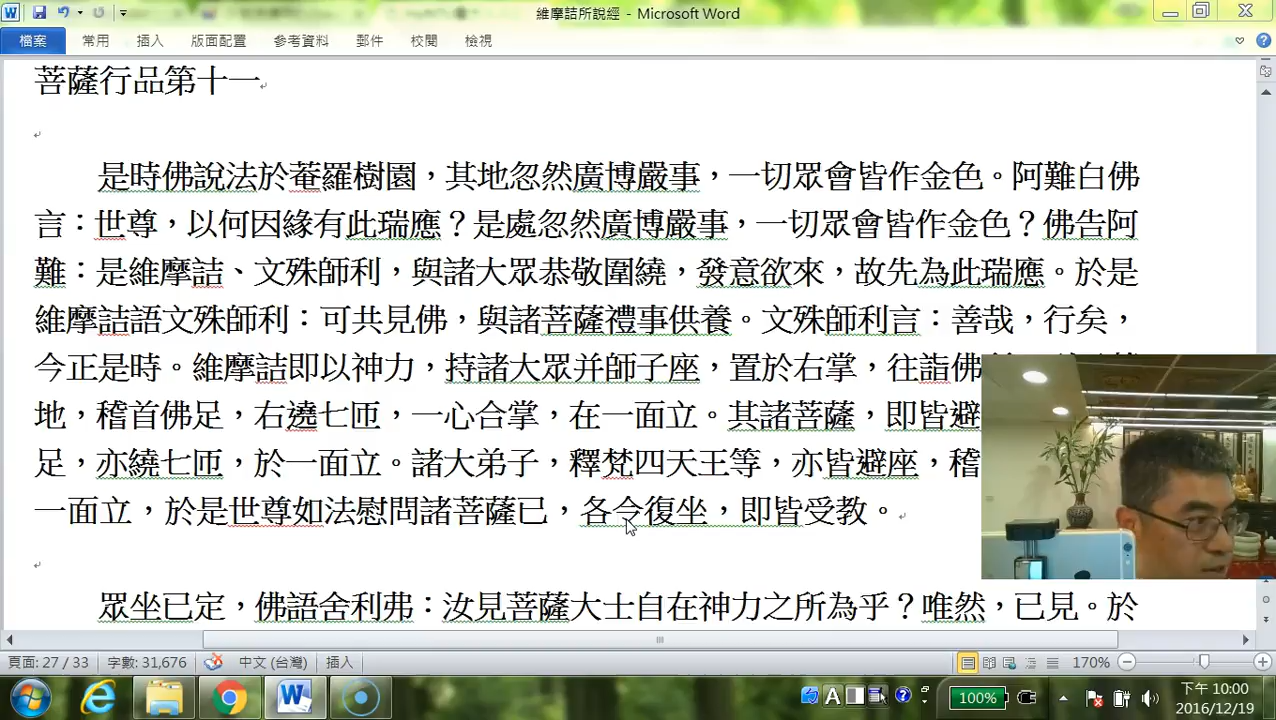 維摩詰所說經 - Microsoft Word
檔案 常用 插入 版面配置 參考資料 郵件 校閱 檢視
菩薩行品第十一
是時佛說法於菴羅樹園，其地忽然廣博嚴事，一切眾會皆作金色。阿難白佛
言：世尊，以何因緣有此瑞應？是處忽然廣博嚴事，一切眾會皆作金色？佛告阿
難：是維摩詰、文殊師利，與諸大眾恭敬圍繞，發意欲來，故先為此瑞應。於是
維摩詰語文殊師利：可共見佛，與諸菩薩禮事供養。文殊師利言：善哉，行矣，
今正是時。維摩詰即以神力，持諸大眾并師子座，置於右掌，往詣佛
地，稽首佛足，右遶七匝，一心合掌，在一面立。其諸菩薩，即皆避
足，亦繞七匝，於一面立。諸大弟子，釋梵四天王等，亦皆避座，稽
一面立，於是世尊如法慰問諸菩薩已，各令復坐，即皆受教。
眾坐已定，佛語舍利弗：汝見菩薩大士自在神力之所為乎？唯然，已見。於
頁面: 27 / 33 字數: 31,676 中文 (台灣) 插入 170%
100% 下午 10:00
2016/12/19